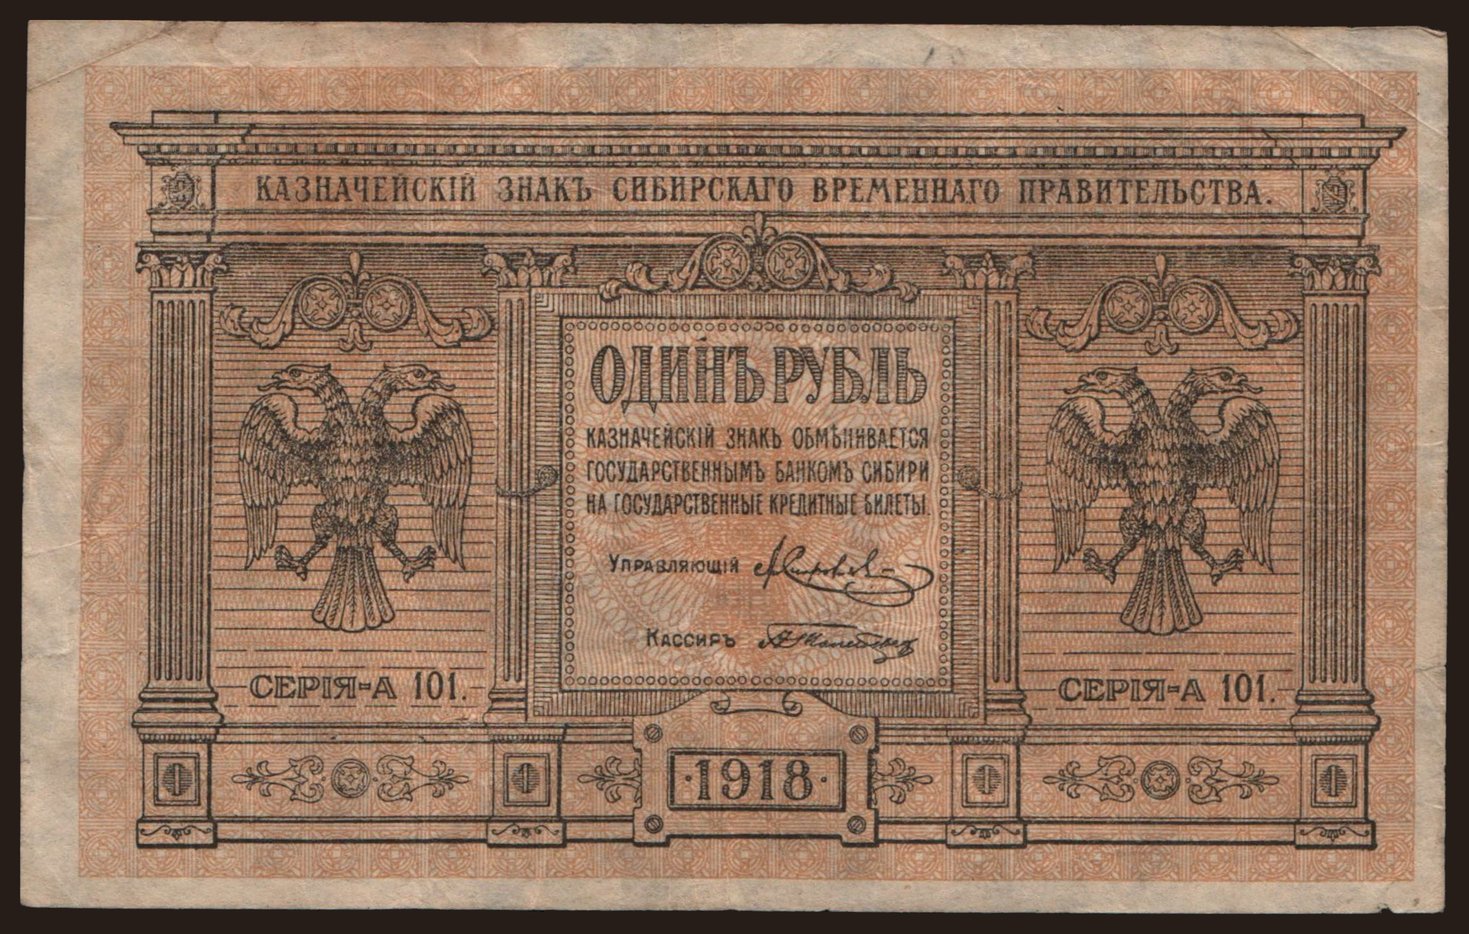 КАЗНАЧЕЙСКІЙ ЗНАКЪ СИБИРСКАГО ВРЕМЕННАГО ПРАВИТЕЛЬСТВА.
ОДИНЪ РУБЛЬ
КАЗНАЧЕЙСКІЙ ЗНАКЪ ОБМѢНИВАЕТСЯ
ГОСУДАРСТВЕННЫМЪ БАНКОМЪ СИБИРИ
НА ГОСУДАРСТВЕННЫЕ КРЕДИТНЫЕ БИЛЕТЫ.
УПРАВЛЯЮЩІЙ
КАССИРЪ
СЕРІЯ-А 101.
СЕРІЯ-А 101.
1
1
·1918·
1
1